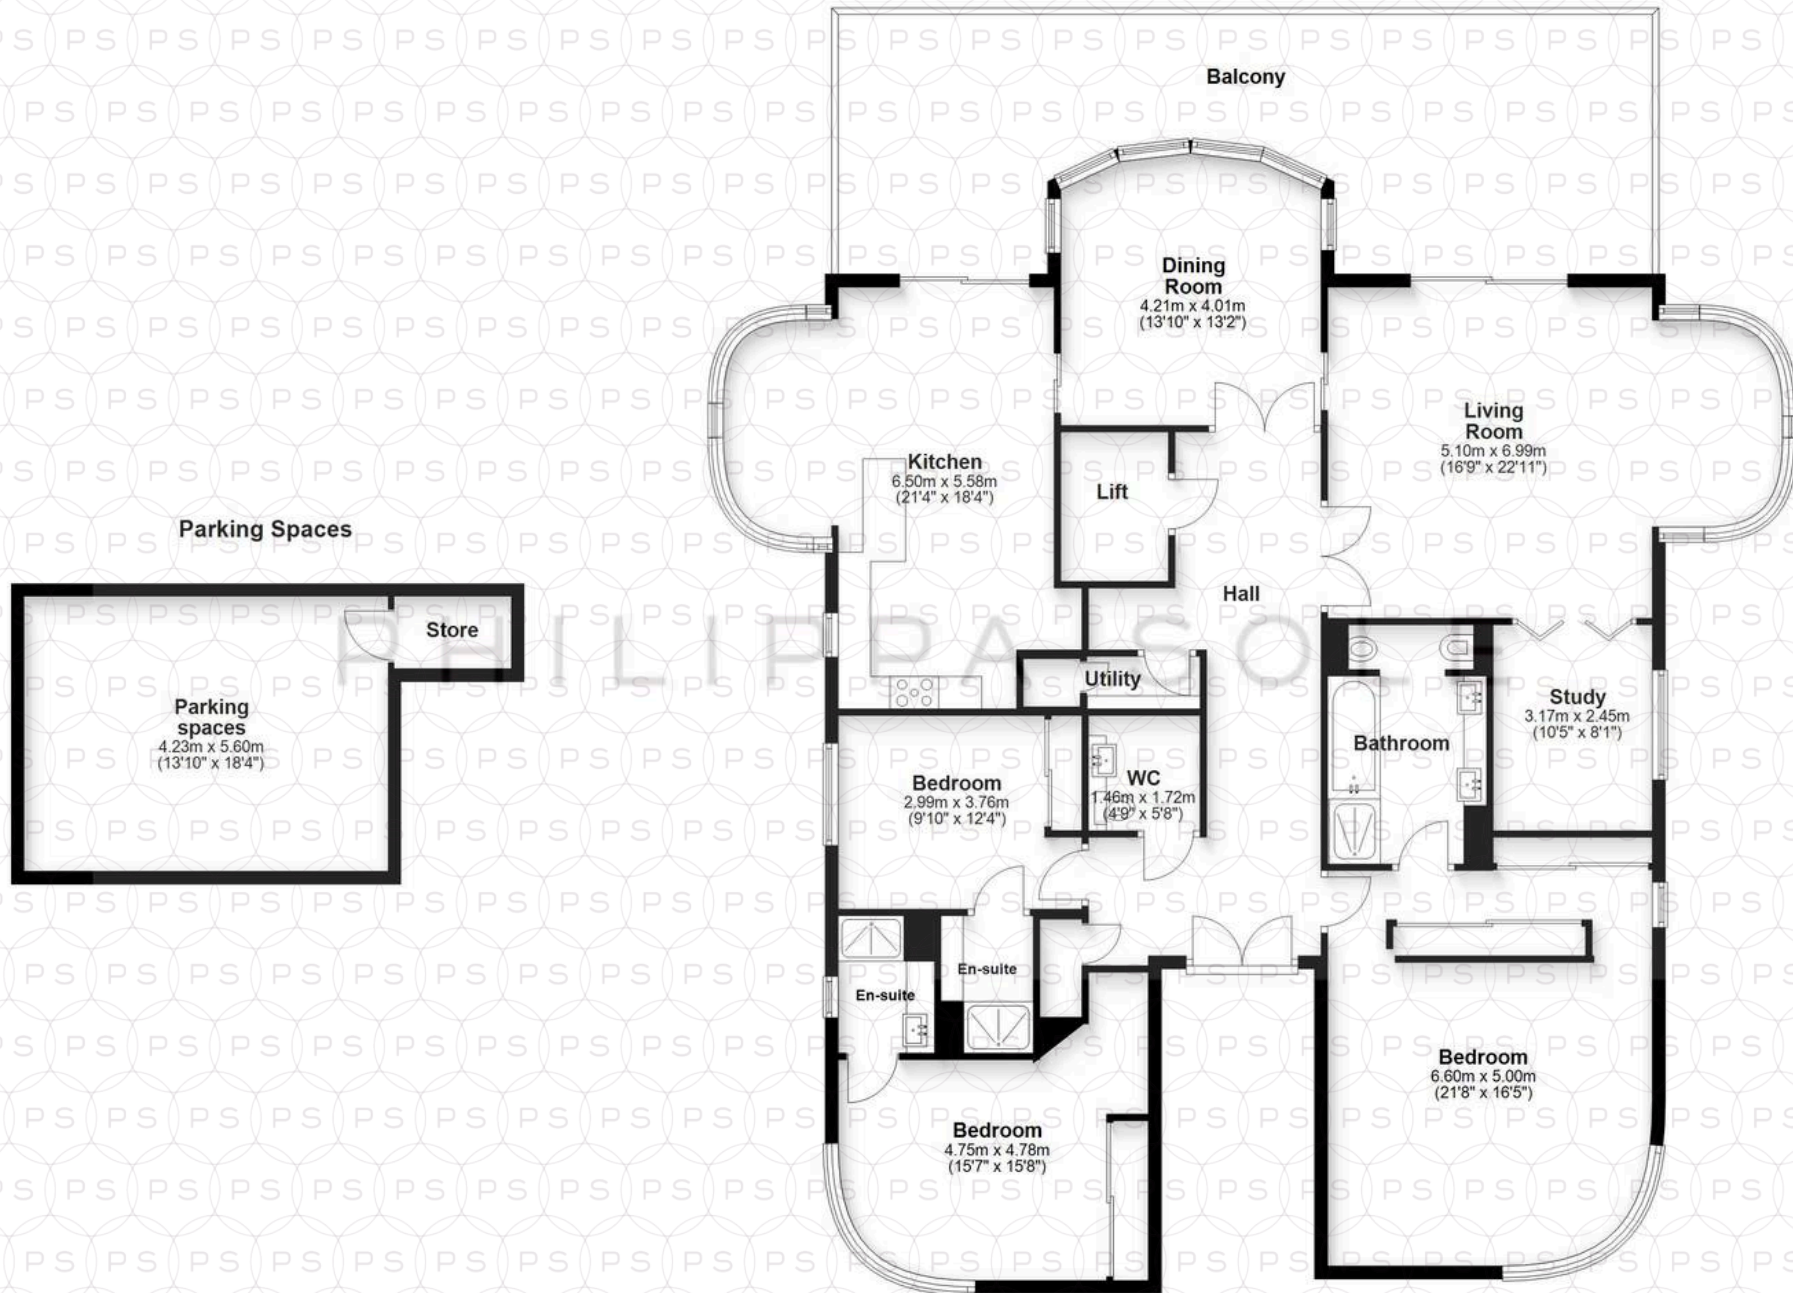 Balcony
Dining
Room
4.21m x 4.01m
(13'10" x 13'2")
Living
Room
5.10m x 6.99m
(16'9" x 22'11")
Kitchen
6.50m x 5.58m
(21'4" x 18'4")
Lift
Parking Spaces
Hall
Store
PHILIPPA SOLE
Utility
Parking
spaces
4.23m x 5.60m
(13'10" x 18'4")
Study
3.17m x 2.45m
(10'5" x 8'1")
Bathroom
Bedroom
2.99m x 3.76m
(9'10" x 12'4")
WC
1.46m x 1.72m
(4'9" x 5'8")
En-suite
En-suite
Bedroom
6.60m x 5.00m
(21'8" x 16'5")
Bedroom
4.75m x 4.78m
(15'7" x 15'8")